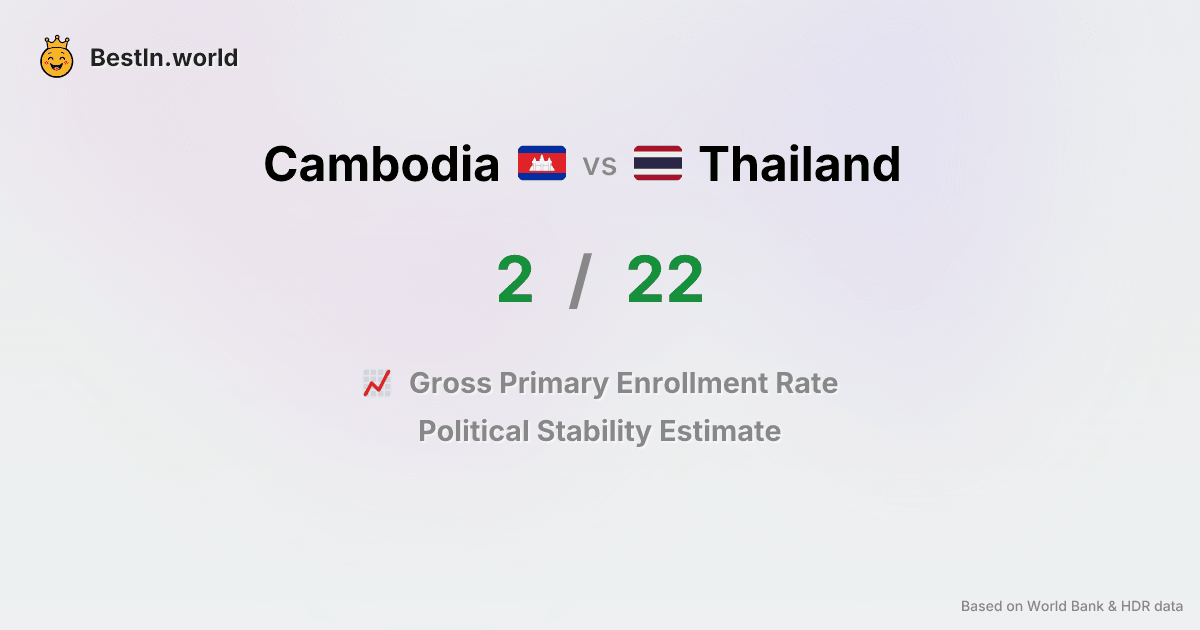 BestIn.world
Cambodia vs Thailand
2 / 22
Gross Primary Enrollment Rate
Political Stability Estimate
Based on World Bank & HDR data